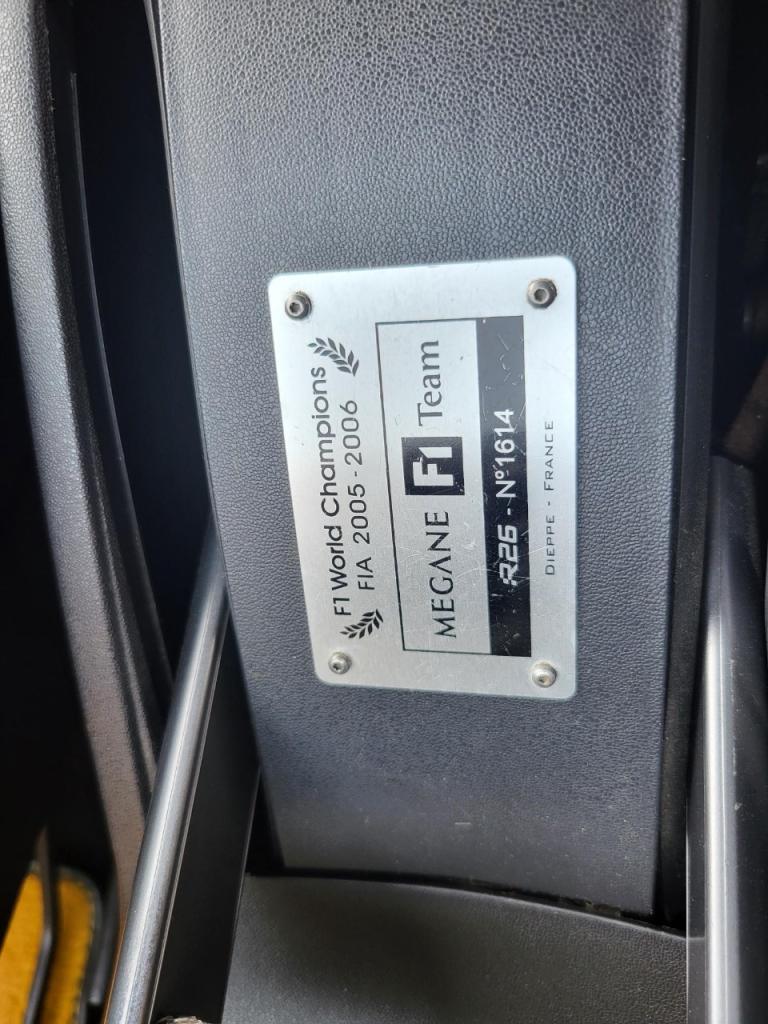 F1 World Champions
FIA 2005 - 2006
MEGANE F1 Team
R26 - N°1614
DIEPPE - FRANCE